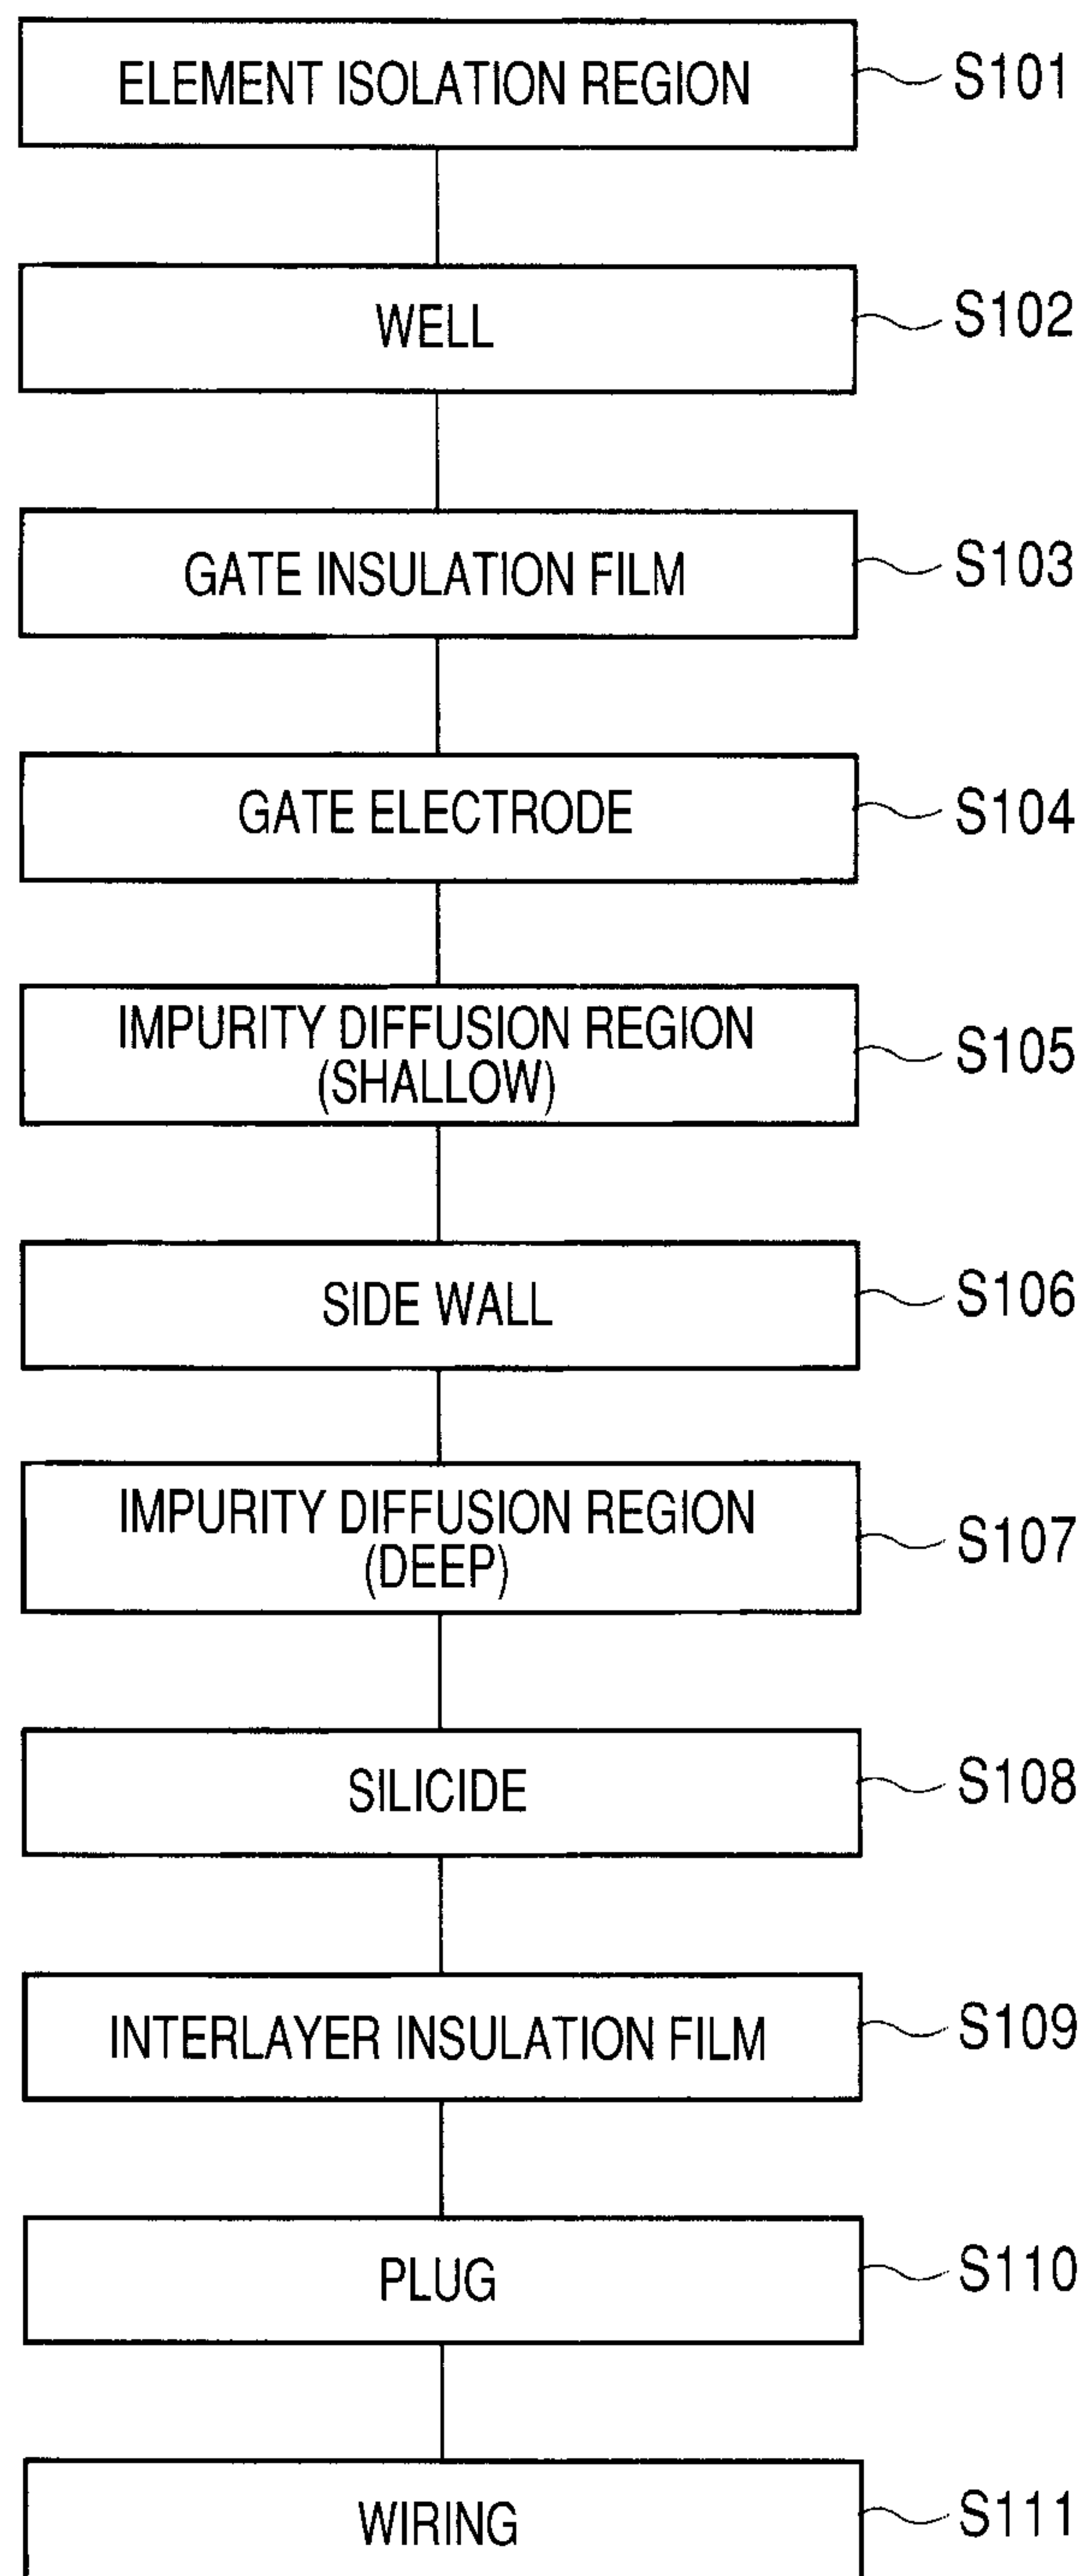 ELEMENT ISOLATION REGION S101
WELL S102
GATE INSULATION FILM S103
GATE ELECTRODE S104
IMPURITY DIFFUSION REGION
(SHALLOW) S105
SIDE WALL S106
IMPURITY DIFFUSION REGION
(DEEP) S107
SILICIDE S108
INTERLAYER INSULATION FILM S109
PLUG S110
WIRING S111